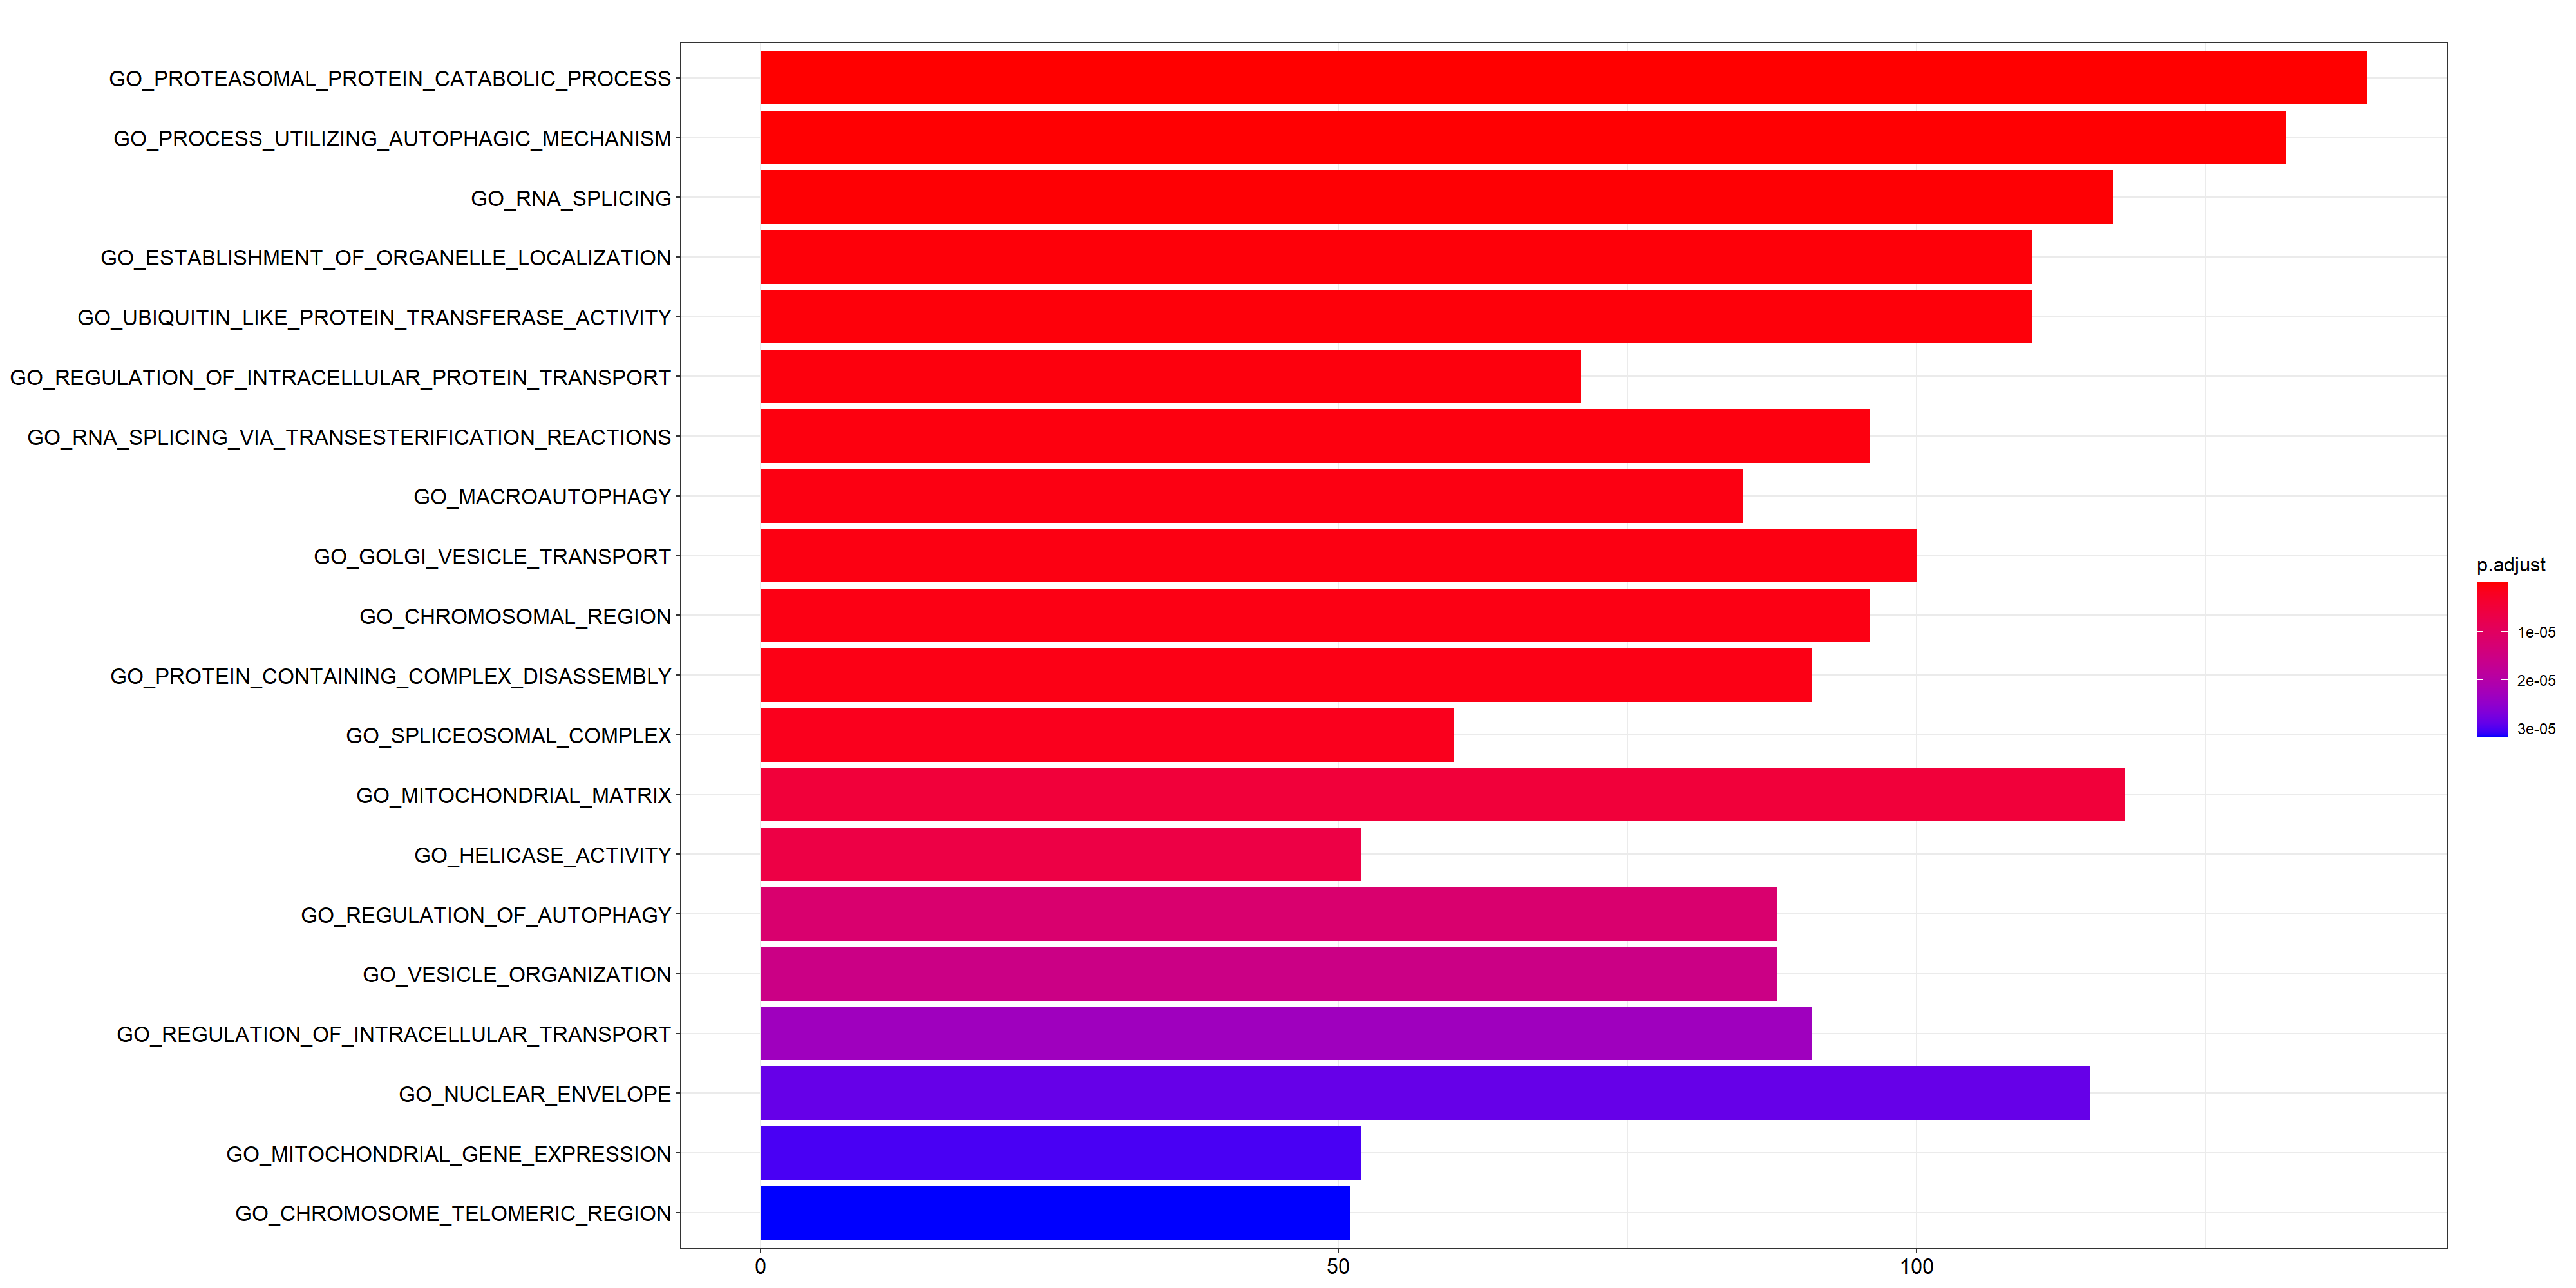 GO_PROTEASOMAL_PROTEIN_CATABOLIC_PROCESS
GO_PROCESS_UTILIZING_AUTOPHAGIC_MECHANISM
GO_RNA_SPLICING
GO_ESTABLISHMENT_OF_ORGANELLE_LOCALIZATION
GO_UBIQUITIN_LIKE_PROTEIN_TRANSFERASE_ACTIVITY
GO_REGULATION_OF_INTRACELLULAR_PROTEIN_TRANSPORT
GO_RNA_SPLICING_VIA_TRANSESTERIFICATION_REACTIONS
GO_MACROAUTOPHAGY
GO_GOLGI_VESICLE_TRANSPORT
GO_CHROMOSOMAL_REGION
GO_PROTEIN_CONTAINING_COMPLEX_DISASSEMBLY
GO_SPLICEOSOMAL_COMPLEX
GO_MITOCHONDRIAL_MATRIX
GO_HELICASE_ACTIVITY
GO_REGULATION_OF_AUTOPHAGY
GO_VESICLE_ORGANIZATION
GO_REGULATION_OF_INTRACELLULAR_TRANSPORT
GO_NUCLEAR_ENVELOPE
GO_MITOCHONDRIAL_GENE_EXPRESSION
GO_CHROMOSOME_TELOMERIC_REGION
0 50 100
p.adjust
1e-05
2e-05
3e-05